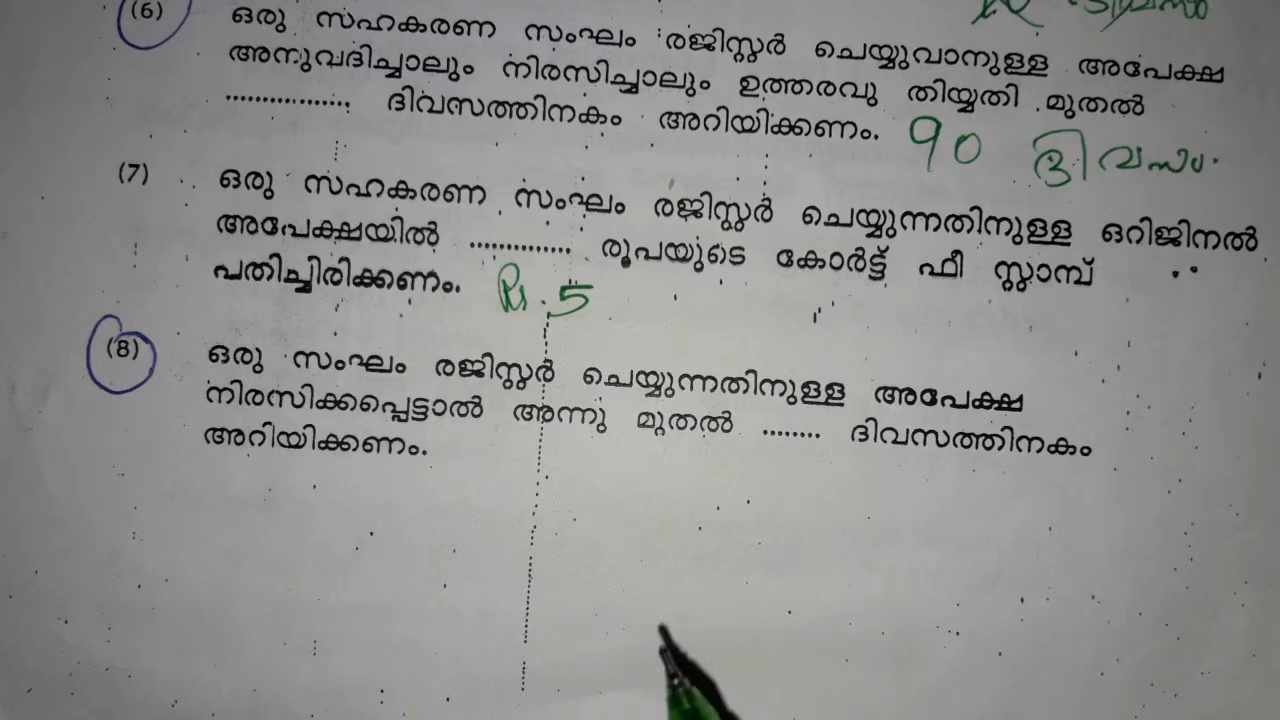 (6) ഒരു സഹകരണ സംഘം രജിസ്റ്റർ ചെയ്യുവാനുള്ള അപേക്ഷ
അനുവദിച്ചാലും നിരസിച്ചാലും ഉത്തരവു തിയ്യതി മുതൽ
................. ദിവസത്തിനകം അറിയിക്കണം. 90 ദിവസം.
(7) ഒരു സഹകരണ സംഘം രജിസ്റ്റർ ചെയ്യുന്നതിനുള്ള ഒറിജിനൽ
അപേക്ഷയിൽ .............. രൂപയുടെ കോർട്ട് ഫീ സ്റ്റാമ്പ്
പതിച്ചിരിക്കണം. Rs. 5
(8) ഒരു സംഘം രജിസ്റ്റർ ചെയ്യുന്നതിനുള്ള അപേക്ഷ
നിരസിക്കപ്പെട്ടാൽ അന്നു മുതൽ ........ ദിവസത്തിനകം
അറിയിക്കണം.